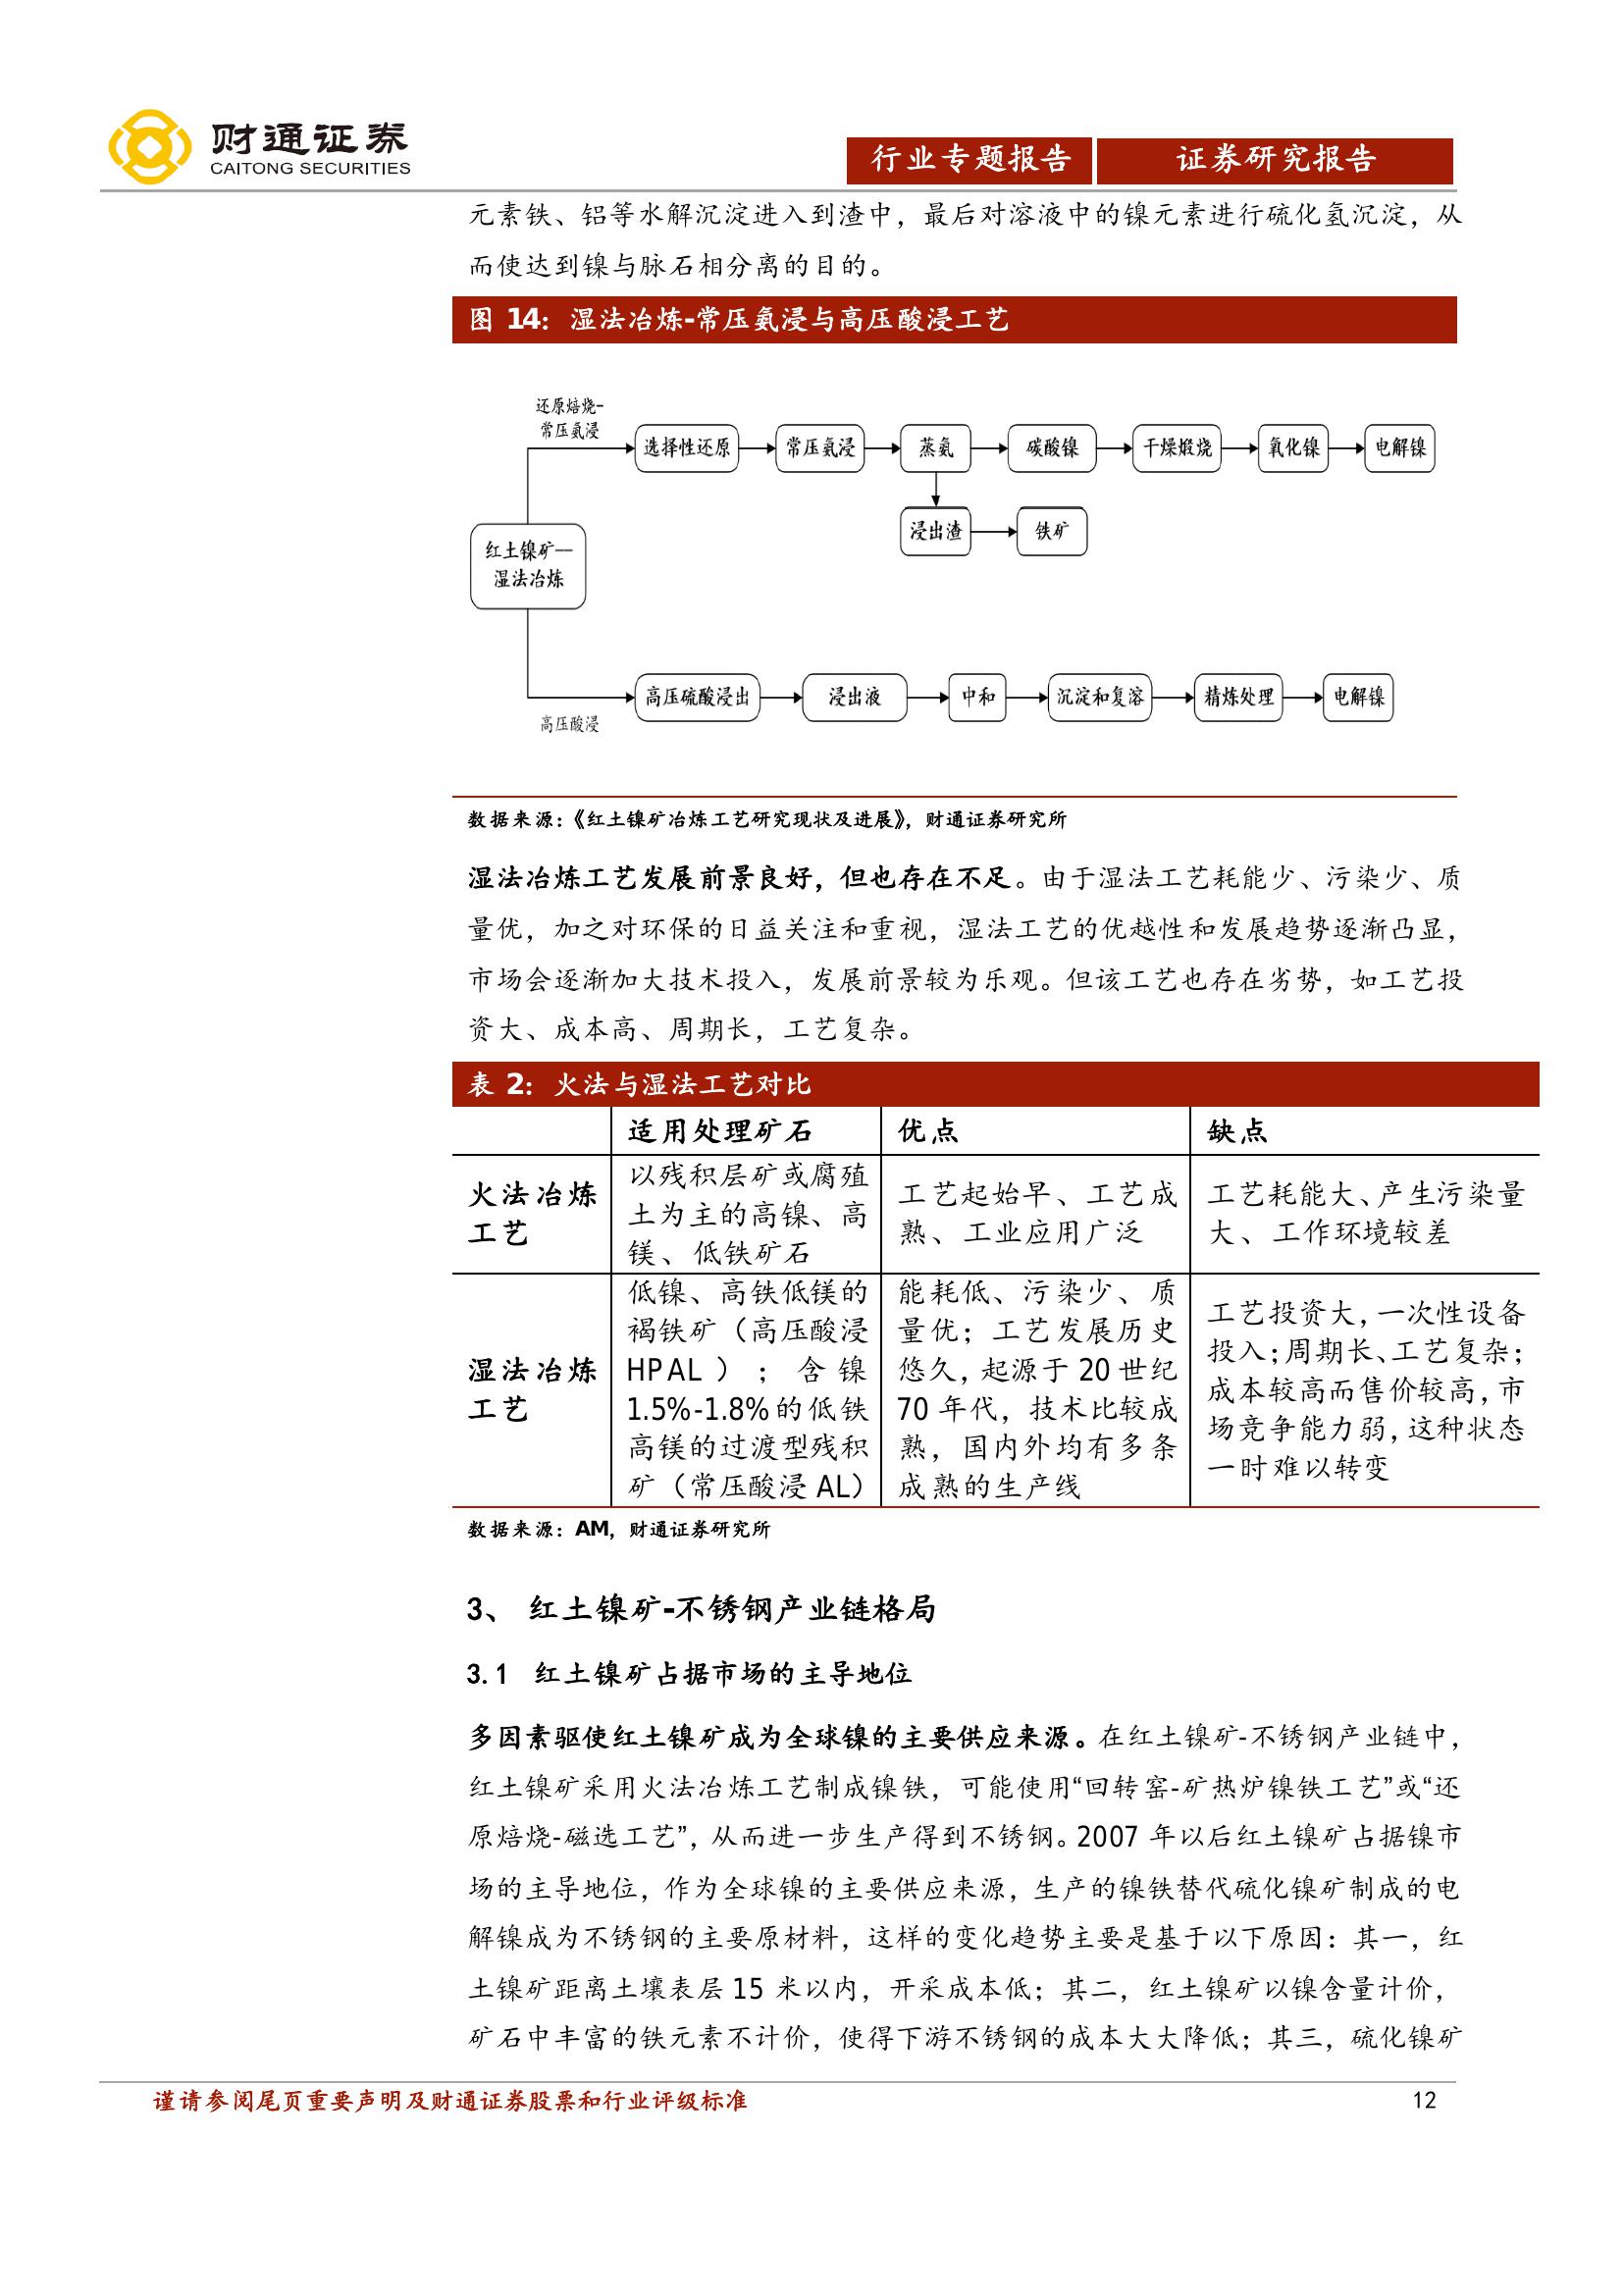 财通证券
CAITONG SECURITIES
行业专题报告 证券研究报告
元素铁、铝等水解沉淀进入到渣中，最后对溶液中的镍元素进行硫化氢沉淀，从
而使达到镍与脉石相分离的目的。
图 14：湿法冶炼-常压氨浸与高压酸浸工艺
还原焙烧-
常压氨浸
选择性还原 常压氨浸 蒸氨 碳酸镍 干燥煅烧 氧化镍 电解镍
浸出渣 铁矿
红土镍矿—
湿法冶炼
高压硫酸浸出 浸出液 中和 沉淀和复溶 精炼处理 电解镍
高压酸浸
数据来源：《红土镍矿冶炼工艺研究现状及进展》，财通证券研究所
湿法冶炼工艺发展前景良好，但也存在不足。由于湿法工艺耗能少、污染少、质
量优，加之对环保的日益关注和重视，湿法工艺的优越性和发展趋势逐渐凸显，
市场会逐渐加大技术投入，发展前景较为乐观。但该工艺也存在劣势，如工艺投
资大、成本高、周期长，工艺复杂。
表 2：火法与湿法工艺对比
适用处理矿石 优点 缺点
火法冶炼
工艺
以残积层矿或腐殖
土为主的高镍、高
镁、低铁矿石
工艺起始早、工艺成
熟、工业应用广泛
工艺耗能大、产生污染量
大、工作环境较差
湿法冶炼
工艺
低镍、高铁低镁的
褐铁矿（高压酸浸
HPAL）；含镍
1.5%-1.8%的低铁
高镁的过渡型残积
矿（常压酸浸 AL）
能耗低、污染少、质
量优；工艺发展历史
悠久，起源于 20 世纪
70 年代，技术比较成
熟，国内外均有多条
成熟的生产线
工艺投资大，一次性设备
投入；周期长、工艺复杂；
成本较高而售价较高，市
场竞争能力弱，这种状态
一时难以转变
数据来源：AM，财通证券研究所
3、 红土镍矿-不锈钢产业链格局
3.1 红土镍矿占据市场的主导地位
多因素驱使红土镍矿成为全球镍的主要供应来源。在红土镍矿-不锈钢产业链中，
红土镍矿采用火法冶炼工艺制成镍铁，可能使用“回转窑-矿热炉镍铁工艺”或“还
原焙烧-磁选工艺”，从而进一步生产得到不锈钢。2007 年以后红土镍矿占据镍市
场的主导地位，作为全球镍的主要供应来源，生产的镍铁替代硫化镍矿制成的电
解镍成为不锈钢的主要原材料，这样的变化趋势主要是基于以下原因：其一，红
土镍矿距离土壤表层 15 米以内，开采成本低；其二，红土镍矿以镍含量计价，
矿石中丰富的铁元素不计价，使得下游不锈钢的成本大大降低；其三，硫化镍矿
谨请参阅尾页重要声明及财通证券股票和行业评级标准 12